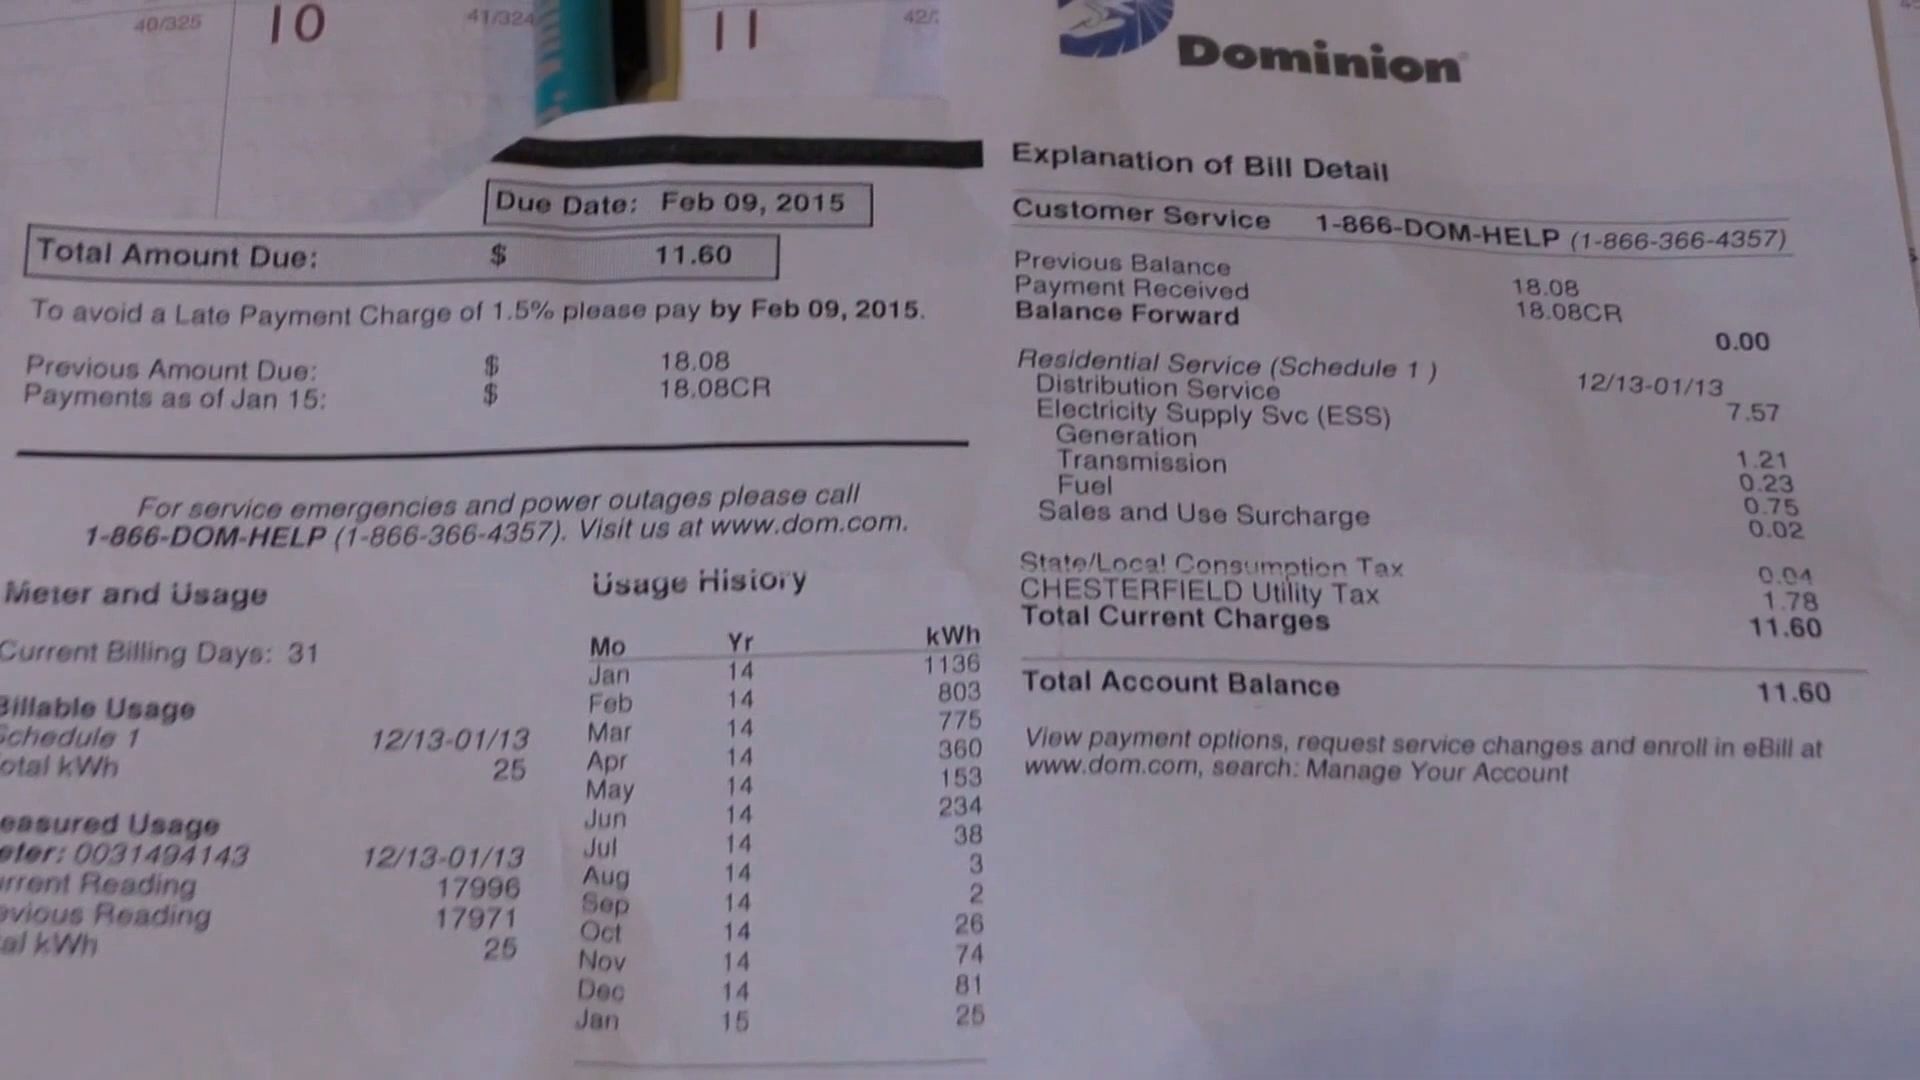 40/325
10
41/324
11
42/
Dominion
Due Date: Feb 09, 2015
Total Amount Due: $ 11.60
To avoid a Late Payment Charge of 1.5% please pay by Feb 09, 2015.
Previous Amount Due: $ 18.08
Payments as of Jan 15: $ 18.08CR
For service emergencies and power outages please call
1-866-DOM-HELP (1-866-366-4357). Visit us at www.dom.com.
Meter and Usage
Current Billing Days: 31
Billable Usage
Schedule 1 12/13-01/13
otal kWh 25
easured Usage
eter: 0031494143 12/13-01/13
urrent Reading 17996
evious Reading 17971
al kWh 25
Usage History
Mo Yr kWh
Jan 14 1136
Feb 14 803
Mar 14 775
Apr 14 360
May 14 153
Jun 14 234
Jul 14 38
Aug 14 3
Sep 14 2
Oct 14 26
Nov 14 74
Dec 14 81
Jan 15 25
Explanation of Bill Detail
Customer Service 1-866-DOM-HELP (1-866-366-4357)
Previous Balance 18.08
Payment Received 18.08CR
Balance Forward 0.00
Residential Service (Schedule 1 ) 12/13-01/13
Distribution Service 7.57
Electricity Supply Svc (ESS)
Generation 1.21
Transmission 0.23
Fuel 0.75
Sales and Use Surcharge 0.02
State/Local Consumption Tax 0.04
CHESTERFIELD Utility Tax 1.78
Total Current Charges 11.60
Total Account Balance 11.60
View payment options, request service changes and enroll in eBill at
www.dom.com, search: Manage Your Account